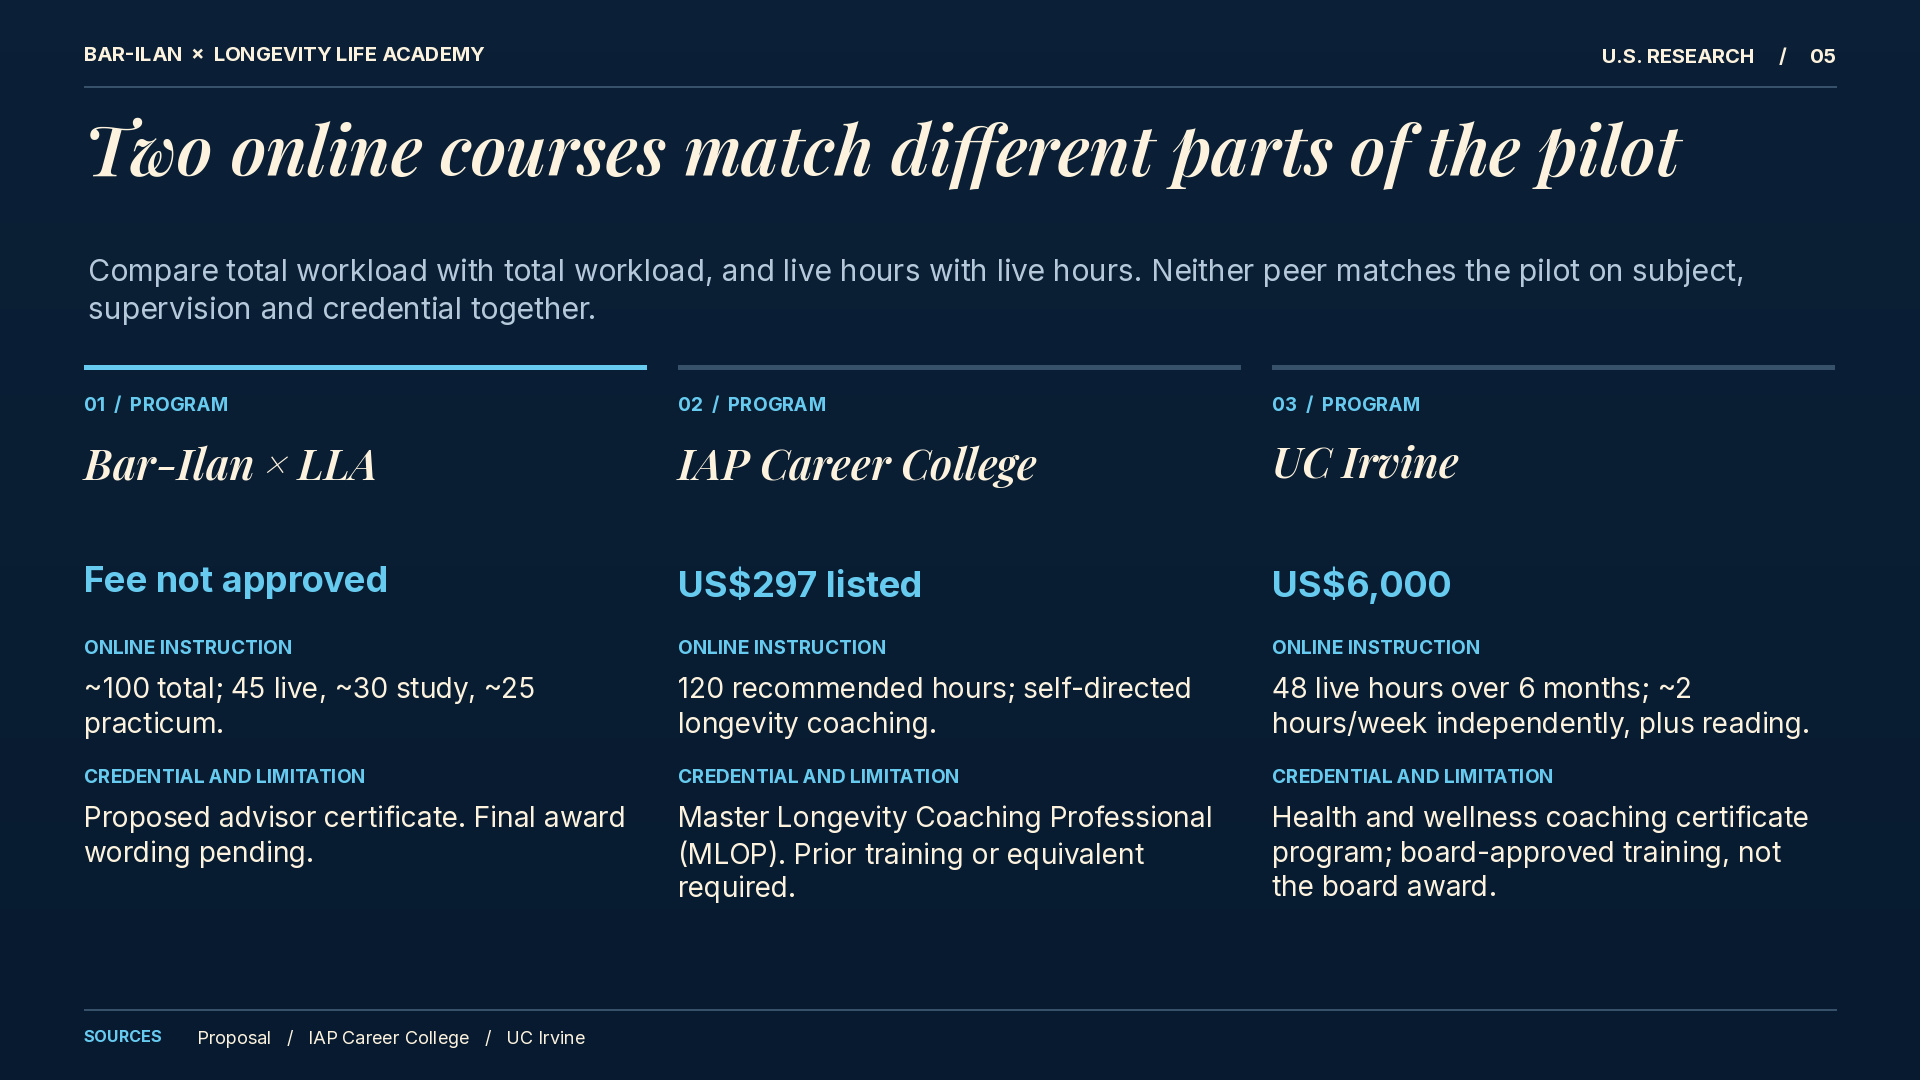 BAR-ILAN × LONGEVITY LIFE ACADEMY
U.S. RESEARCH / 05
Two online courses match different parts of the pilot
Compare total workload with total workload, and live hours with live hours. Neither peer matches the pilot on subject,
supervision and credential together.
01 / PROGRAM
Bar-Ilan × LLA
Fee not approved
ONLINE INSTRUCTION
~100 total; 45 live, ~30 study, ~25
practicum.
CREDENTIAL AND LIMITATION
Proposed advisor certificate. Final award
wording pending.
02 / PROGRAM
IAP Career College
US$297 listed
ONLINE INSTRUCTION
120 recommended hours; self-directed
longevity coaching.
CREDENTIAL AND LIMITATION
Master Longevity Coaching Professional
(MLOP). Prior training or equivalent
required.
03 / PROGRAM
UC Irvine
US$6,000
ONLINE INSTRUCTION
48 live hours over 6 months; ~2
hours/week independently, plus reading.
CREDENTIAL AND LIMITATION
Health and wellness coaching certificate
program; board-approved training, not
the board award.
SOURCES Proposal / IAP Career College / UC Irvine